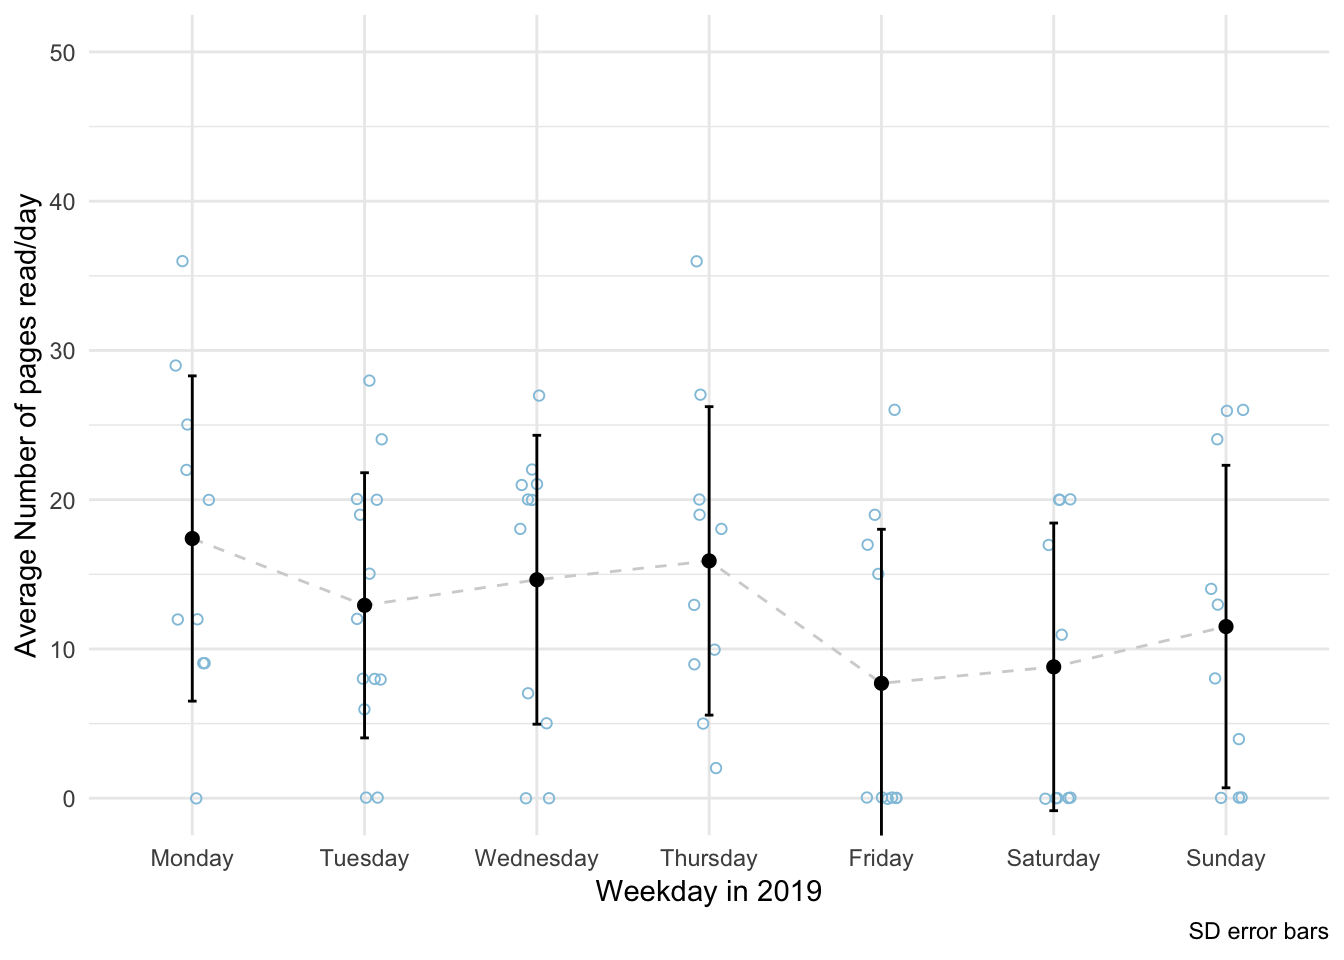 50
40
30
20
10
0
Average Number of pages read/day
Monday Tuesday Wednesday Thursday Friday Saturday Sunday
Weekday in 2019
SD error bars